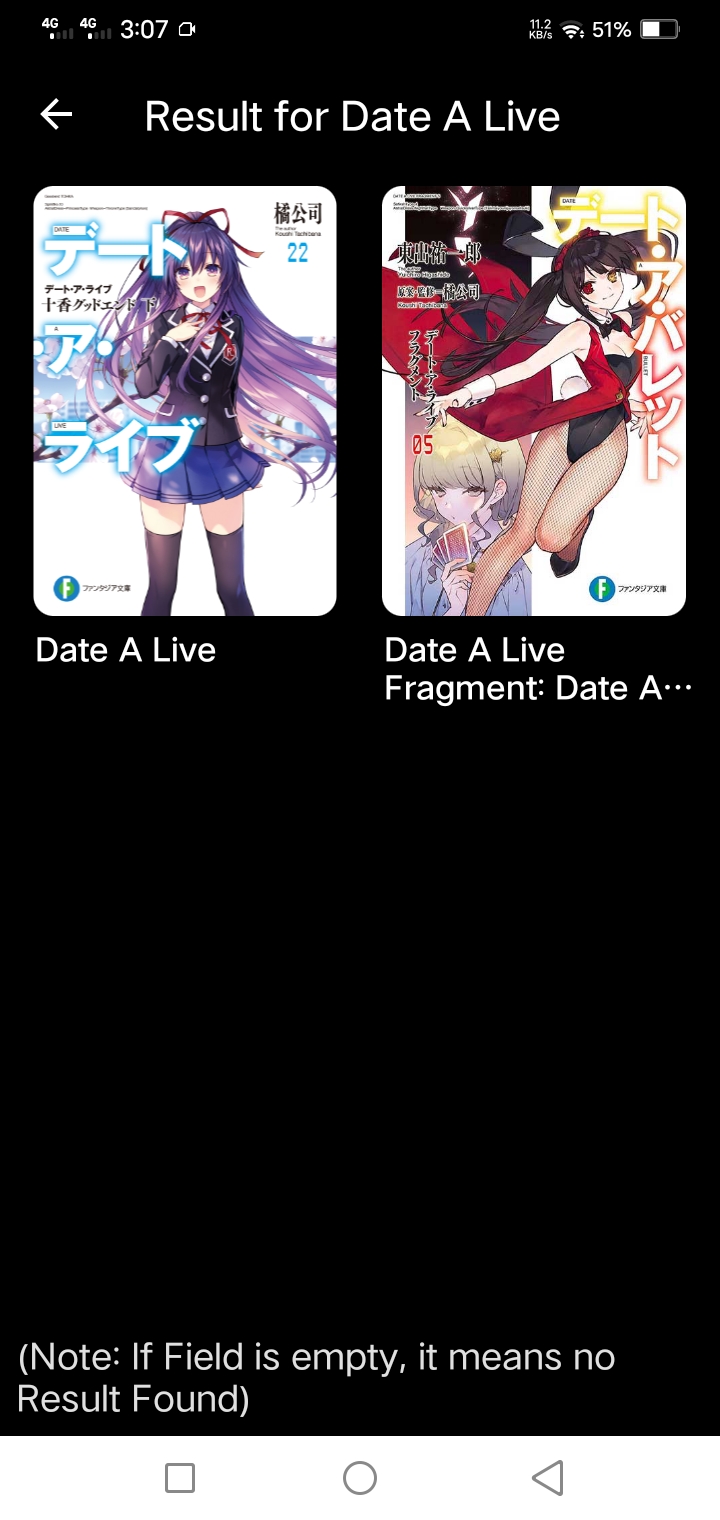 4G 4G 3:07 11.2 KB/s 51%
Result for Date A Live
橘公司
The author
Koushi Tachibana
22
DATE
デート
デート・ア・ライブ
十香グッドエンド 下
A
ア・
LIVE
ライブ
ファンタジア文庫
DATE
デート・ア・バレット
A
BULLET
東出祐一郎
The author
Yuichiro Higashide
原案・監修―橘公司
Koushi Tachibana
デート・ア・ライブ
フラグメント
05
ファンタジア文庫
Date A Live
Date A Live
Fragment: Date A···
(Note: If Field is empty, it means no
Result Found)